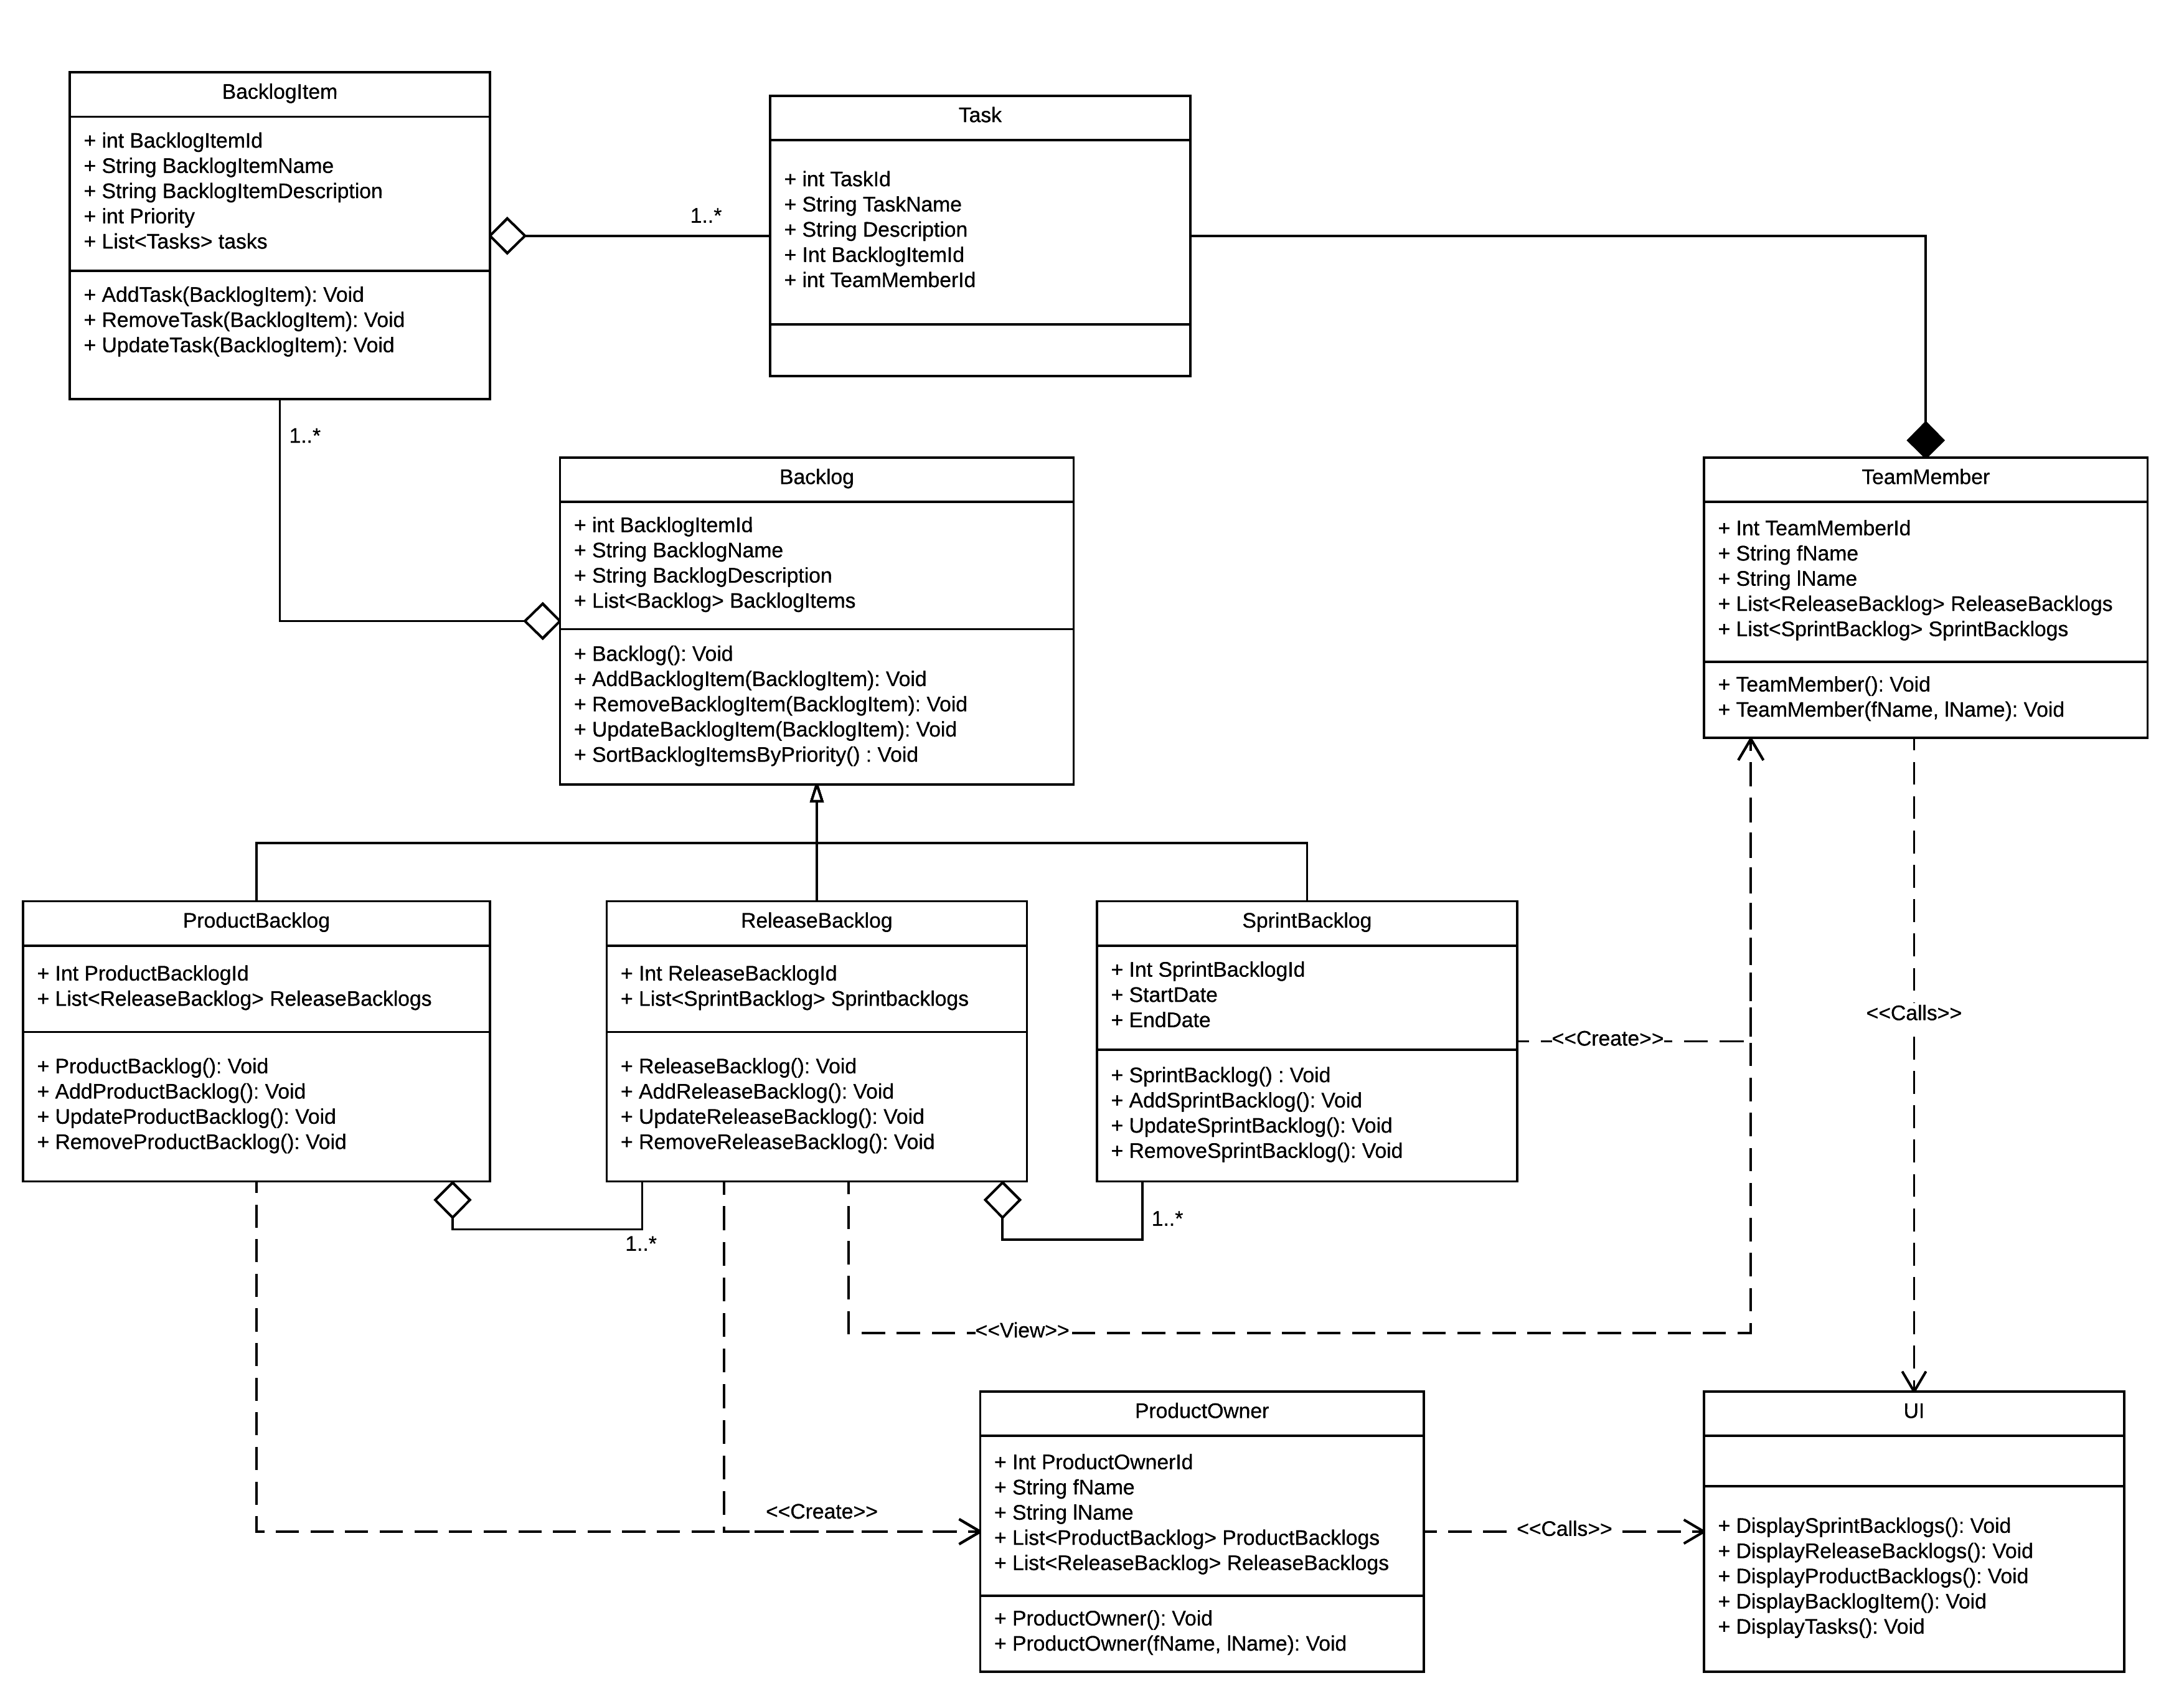 BacklogItem
+ int BacklogItemId
+ String BacklogItemName
+ String BacklogItemDescription
+ int Priority
+ List<Tasks> tasks
+ AddTask(BacklogItem): Void
+ RemoveTask(BacklogItem): Void
+ UpdateTask(BacklogItem): Void
1..*
Task
+ int TaskId
+ String TaskName
+ String Description
+ Int BacklogItemId
+ int TeamMemberId
1..*
Backlog
+ int BacklogItemId
+ String BacklogName
+ String BacklogDescription
+ List<Backlog> BacklogItems
+ Backlog(): Void
+ AddBacklogItem(BacklogItem): Void
+ RemoveBacklogItem(BacklogItem): Void
+ UpdateBacklogItem(BacklogItem): Void
+ SortBacklogItemsByPriority() : Void
TeamMember
+ Int TeamMemberId
+ String fName
+ String lName
+ List<ReleaseBacklog> ReleaseBacklogs
+ List<SprintBacklog> SprintBacklogs
+ TeamMember(): Void
+ TeamMember(fName, lName): Void
ProductBacklog
+ Int ProductBacklogId
+ List<ReleaseBacklog> ReleaseBacklogs
+ ProductBacklog(): Void
+ AddProductBacklog(): Void
+ UpdateProductBacklog(): Void
+ RemoveProductBacklog(): Void
ReleaseBacklog
+ Int ReleaseBacklogId
+ List<SprintBacklog> Sprintbacklogs
+ ReleaseBacklog(): Void
+ AddReleaseBacklog(): Void
+ UpdateReleaseBacklog(): Void
+ RemoveReleaseBacklog(): Void
SprintBacklog
+ Int SprintBacklogId
+ StartDate
+ EndDate
+ SprintBacklog() : Void
+ AddSprintBacklog(): Void
+ UpdateSprintBacklog(): Void
+ RemoveSprintBacklog(): Void
<<Create>>
<<Calls>>
1..*
1..*
<<View>>
<<Create>>
ProductOwner
+ Int ProductOwnerId
+ String fName
+ String lName
+ List<ProductBacklog> ProductBacklogs
+ List<ReleaseBacklog> ReleaseBacklogs
+ ProductOwner(): Void
+ ProductOwner(fName, lName): Void
<<Calls>>
UI
+ DisplaySprintBacklogs(): Void
+ DisplayReleaseBacklogs(): Void
+ DisplayProductBacklogs(): Void
+ DisplayBacklogItem(): Void
+ DisplayTasks(): Void